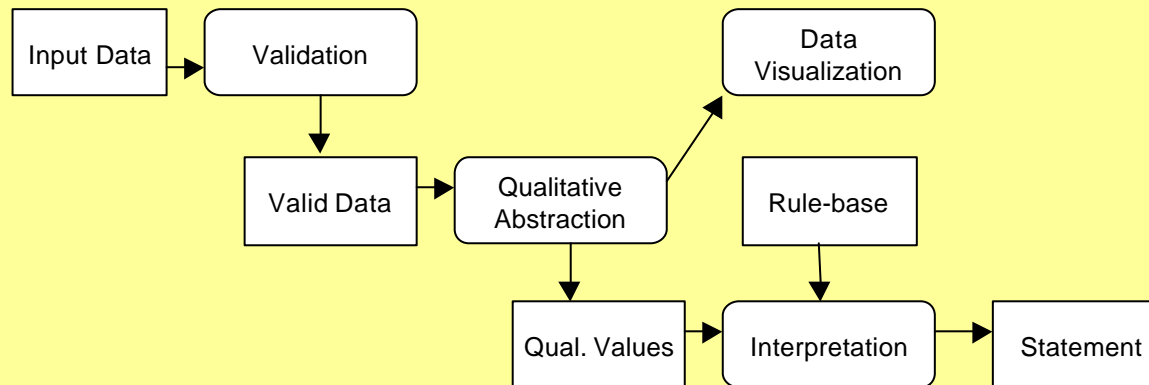 Input Data
Validation
Data
Visualization
Valid Data
Qualitative
Abstraction
Rule-base
Qual. Values
Interpretation
Statement